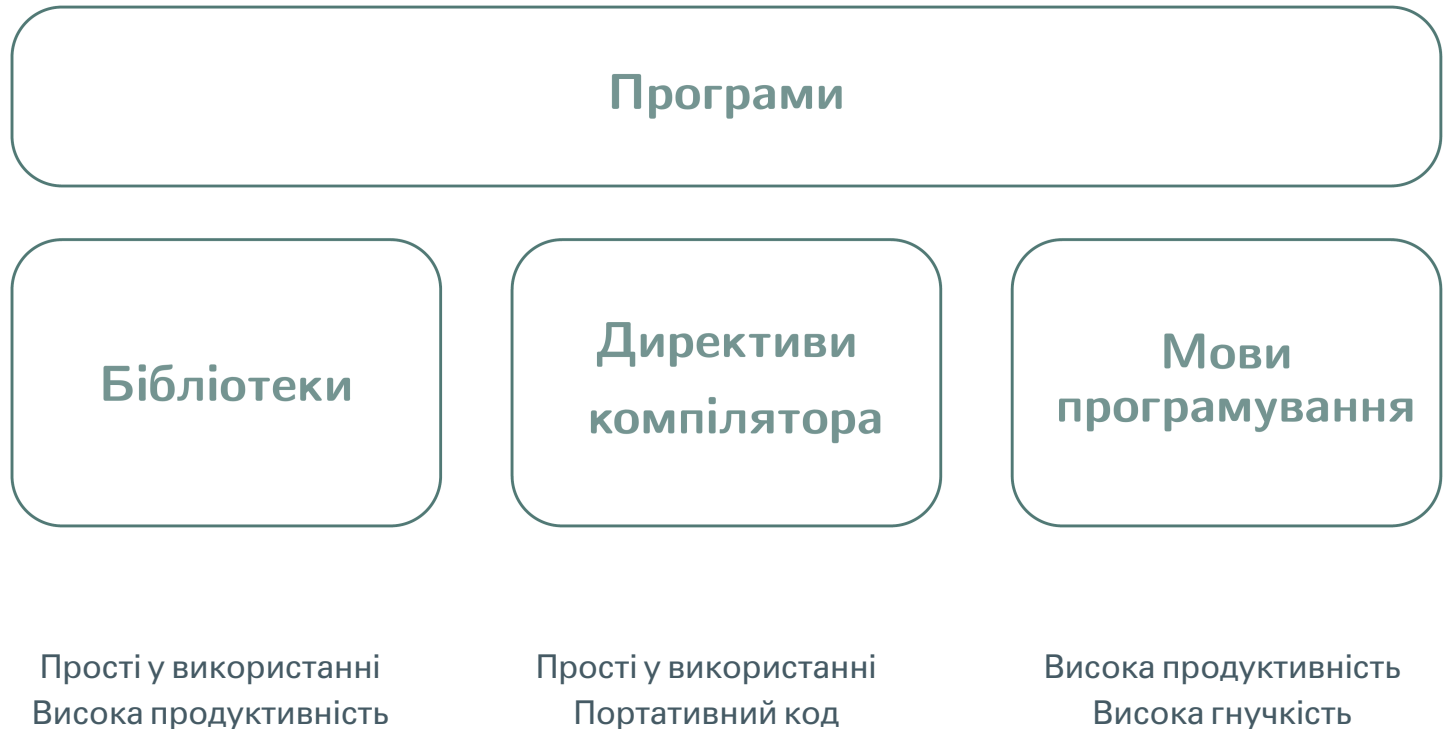 Програми
Бібліотеки
Директиви
компілятора
Мови
програмування
Прості у використанні
Висока продуктивність
Прості у використанні
Портативний код
Висока продуктивність
Висока гнучкість